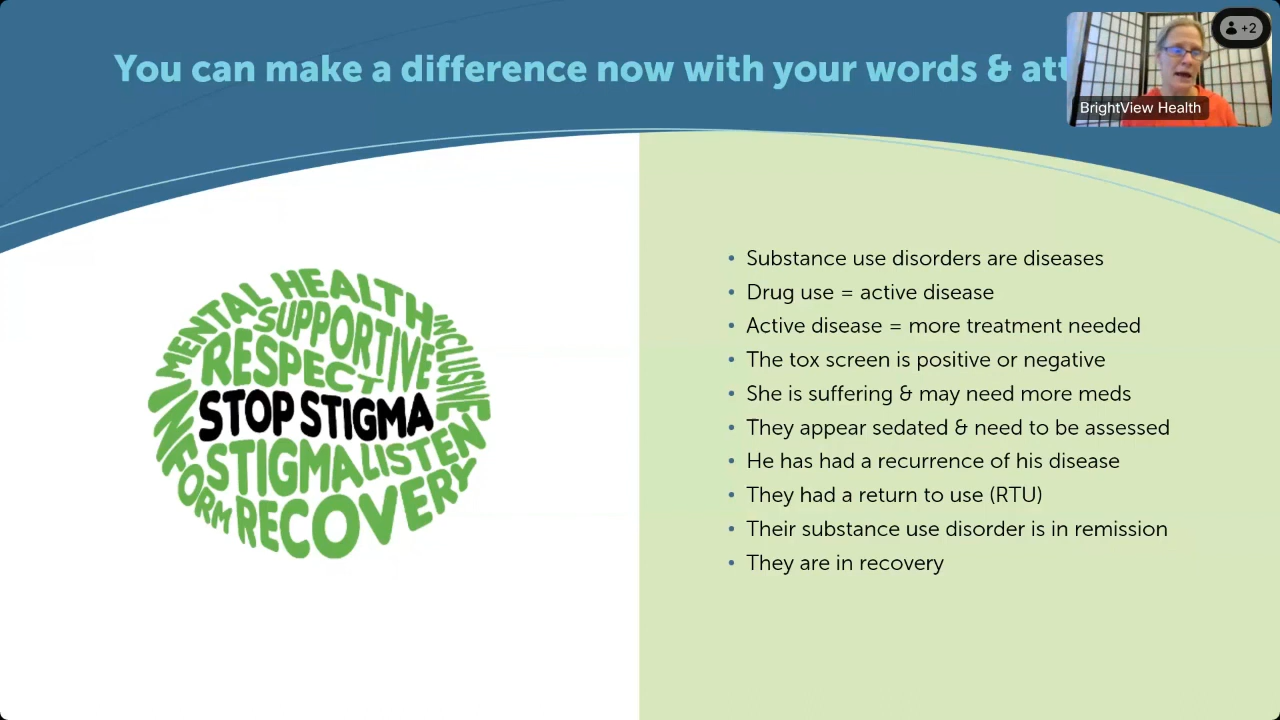 You can make a difference now with your words & att
+2
BrightView Health
MENTAL HEALTH
SUPPORTIVE
INCLUSIVE
RESPECT
STOP STIGMA
INFORM
STIGMA LISTEN
RECOVERY
• Substance use disorders are diseases
• Drug use = active disease
• Active disease = more treatment needed
• The tox screen is positive or negative
• She is suffering & may need more meds
• They appear sedated & need to be assessed
• He has had a recurrence of his disease
• They had a return to use (RTU)
• Their substance use disorder is in remission
• They are in recovery